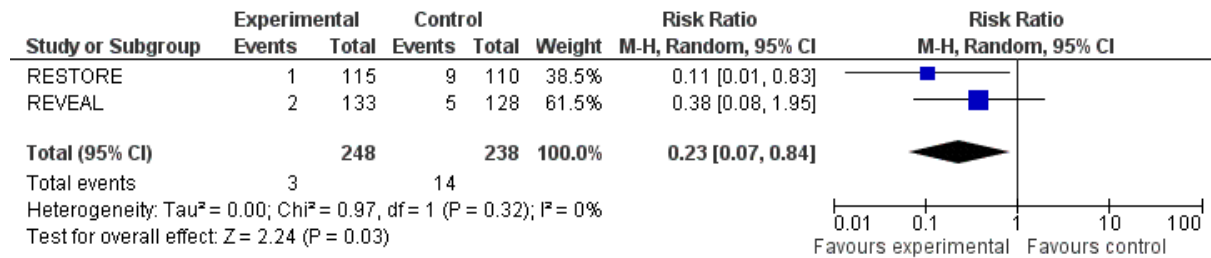 Experimental Control Risk Ratio Risk Ratio
Study or Subgroup Events Total Events Total Weight M-H, Random, 95% CI M-H, Random, 95% CI
RESTORE 1 115 9 110 38.5% 0.11 [0.01, 0.83]
REVEAL 2 133 5 128 61.5% 0.38 [0.08, 1.95]
Total (95% CI) 248 238 100.0% 0.23 [0.07, 0.84]
Total events 3 14
Heterogeneity: Tau² = 0.00; Chi² = 0.97, df = 1 (P = 0.32); I² = 0%
Test for overall effect: Z = 2.24 (P = 0.03)
0.01 0.1 1 10 100
Favours experimental Favours control